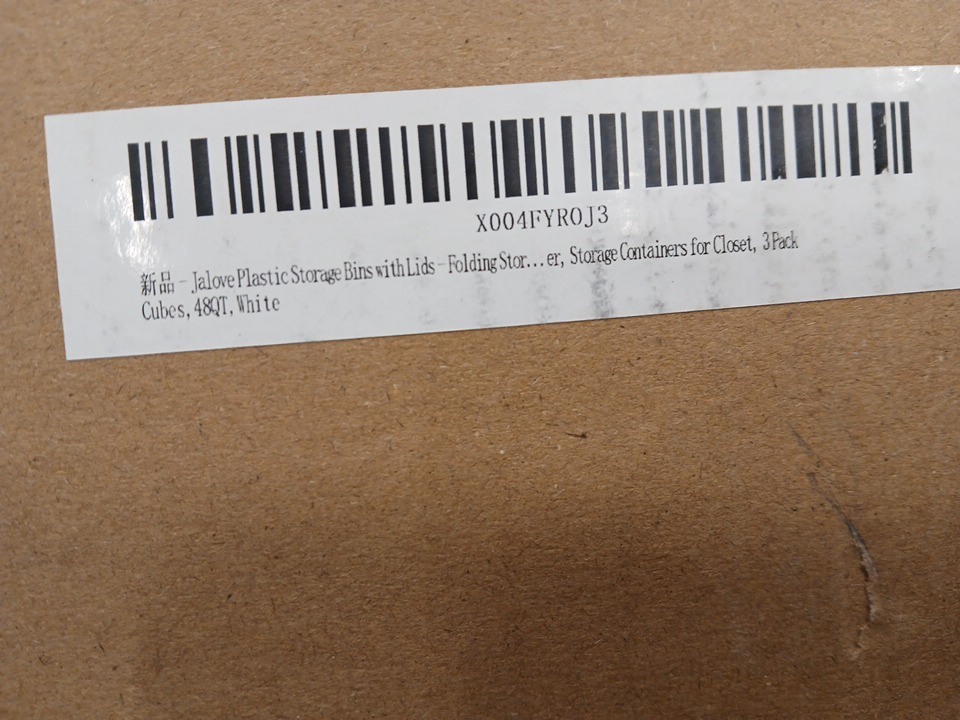 X004FYR0J3
新品 - Jalove Plastic Storage Bins with Lids - Folding Stor...er, Storage Containers for Closet, 3 Pack
Cubes, 48QT, White